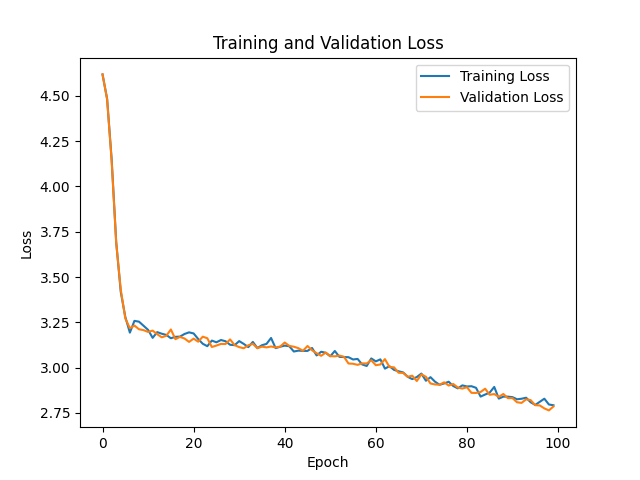 Training and Validation Loss
Training Loss
Validation Loss
4.50
4.25
4.00
3.75
3.50
3.25
3.00
2.75
Loss
0 20 40 60 80 100
Epoch